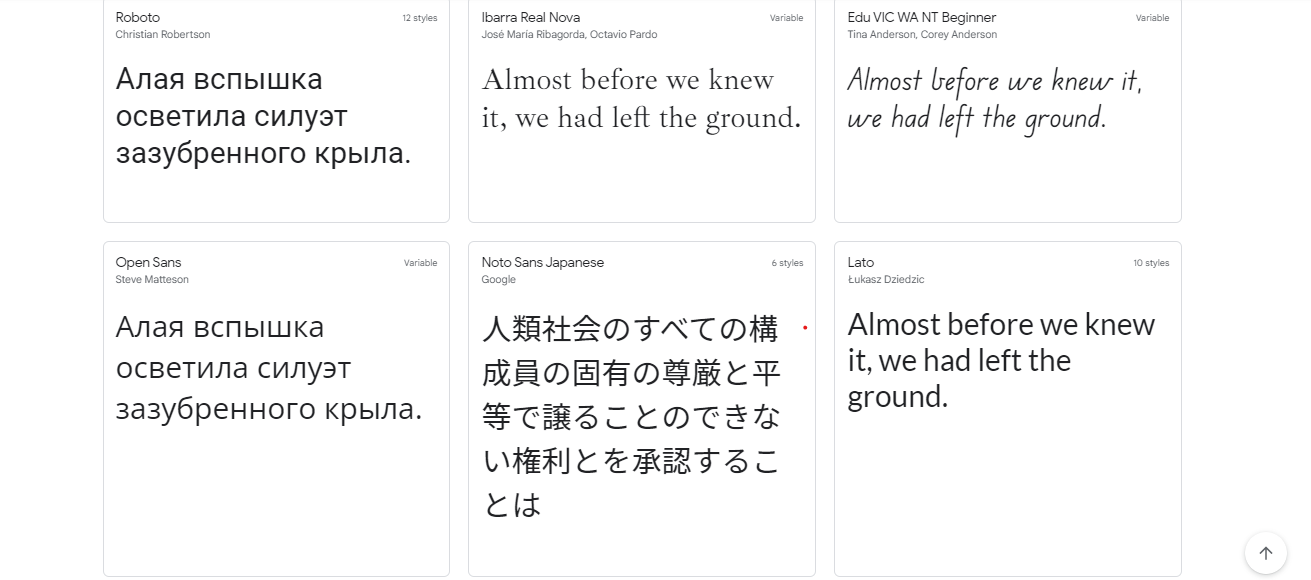 Roboto
12 styles
Christian Robertson
Алая вспышка
осветила силуэт
зазубренного крыла.
Ibarra Real Nova
Variable
José María Ribagorda, Octavio Pardo
Almost before we knew
it, we had left the ground.
Edu VIC WA NT Beginner
Variable
Tina Anderson, Corey Anderson
Almost before we knew it,
we had left the ground.
Open Sans
Variable
Steve Matteson
Алая вспышка
осветила силуэт
зазубренного крыла.
Noto Sans Japanese
6 styles
Google
人類社会のすべての構
成員の固有の尊厳と平
等で譲ることのできな
い権利とを承認するこ
とは
Lato
10 styles
Łukasz Dziedzic
Almost before we knew
it, we had left the
ground.